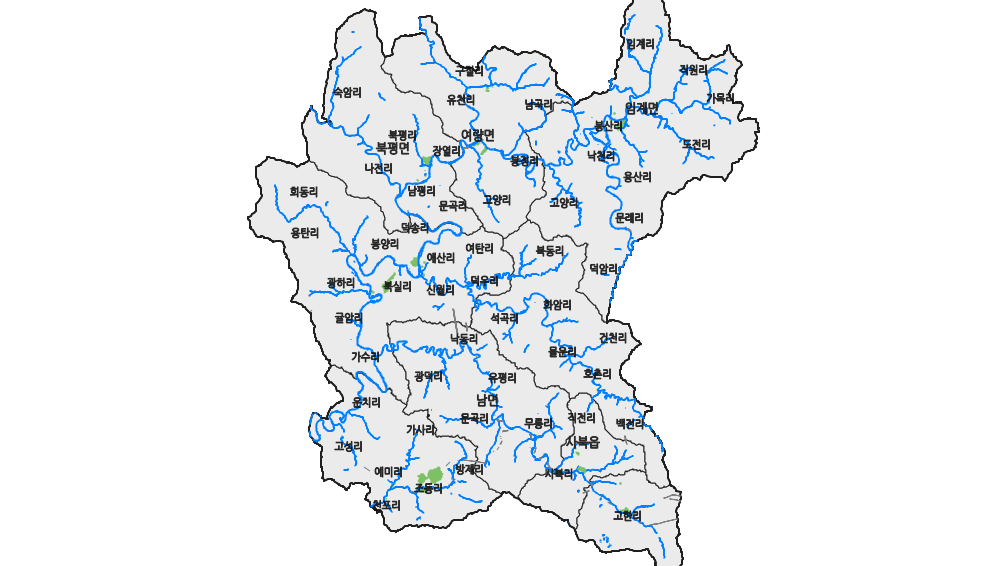 임계리
구절리
직원리
숙암리
유천리
남곡리
가목리
임계면
봉산리
북평리
여량면
북평면
장열리
도전리
낙천리
봉정리
나전리
용산리
회동리
남평리
고양리
고양리
문곡리
문래리
덕송리
용탄리
봉양리
여탄리
북동리
애산리
덕암리
광하리
북실리
신월리
덕우리
화암리
귤암리
석곡리
건천리
낙동리
가수리
몰운리
광덕리
유평리
호촌리
운치리
남면
문곡리
무릉리
직전리
백전리
가사리
사북읍
고성리
예미리
방제리
사북리
조동리
천포리
고한리